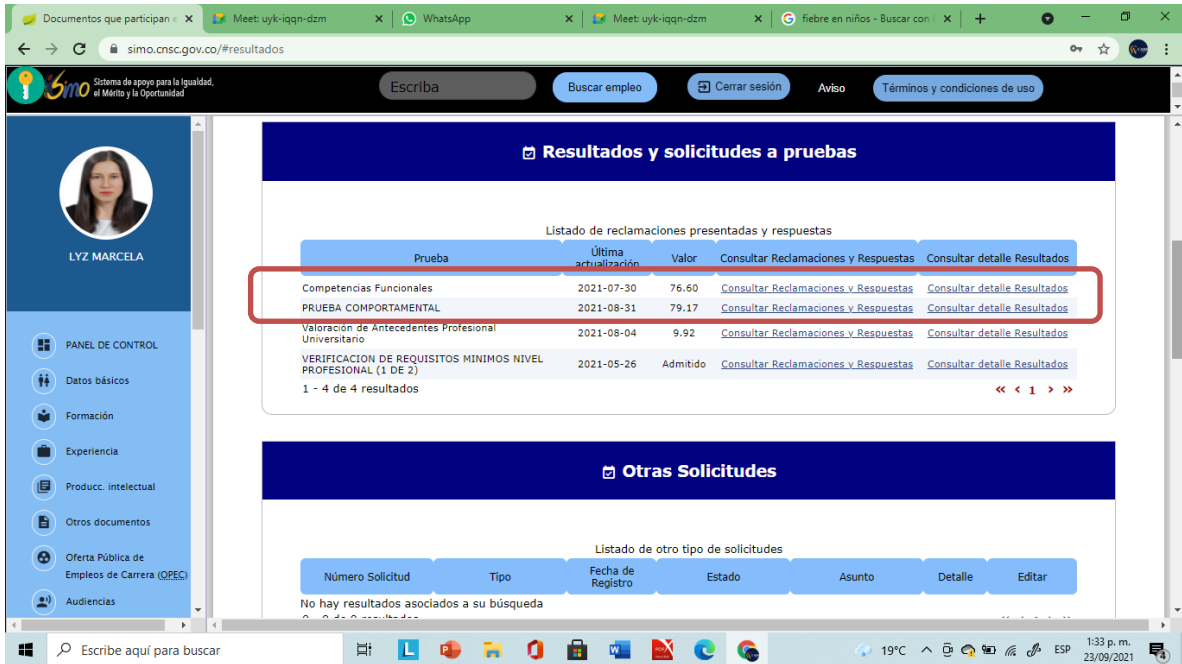 Documentos que participan e
Meet: uyk-iqqn-dzm
WhatsApp
Meet: uyk-iqqn-dzm
fiebre en niños - Buscar con
simo.cnsc.gov.co/#resultados
Simo
Sistema de apoyo para la Igualdad,
el Mérito y la Oportunidad
Escriba
Buscar empleo
Cerrar sesión
Aviso
Términos y condiciones de uso
LYZ MARCELA
PANEL DE CONTROL
Datos básicos
Formación
Experiencia
Producc. intelectual
Otros documentos
Oferta Pública de
Empleos de Carrera (OPEC)
Audiencias
Resultados y solicitudes a pruebas
Listado de reclamaciones presentadas y respuestas
Prueba Última actualización Valor Consultar Reclamaciones y Respuestas Consultar detalle Resultados
Competencias Funcionales 2021-07-30 76.60 Consultar Reclamaciones y Respuestas Consultar detalle Resultados
PRUEBA COMPORTAMENTAL 2021-08-31 79.17 Consultar Reclamaciones y Respuestas Consultar detalle Resultados
Valoración de Antecedentes Profesional
Universitario 2021-08-04 9.92 Consultar Reclamaciones y Respuestas Consultar detalle Resultados
VERIFICACION DE REQUISITOS MINIMOS NIVEL
PROFESIONAL (1 DE 2) 2021-05-26 Admitido Consultar Reclamaciones y Respuestas Consultar detalle Resultados
1 - 4 de 4 resultados « ‹ 1 › »
Otras Solicitudes
Listado de otro tipo de solicitudes
Número Solicitud Tipo Fecha de Registro Estado Asunto Detalle Editar
No hay resultados asociados a su búsqueda
0 - 0 de 0 resultados
Escribe aquí para buscar
19°C
ESP
1:33 p. m.
23/09/2021
4